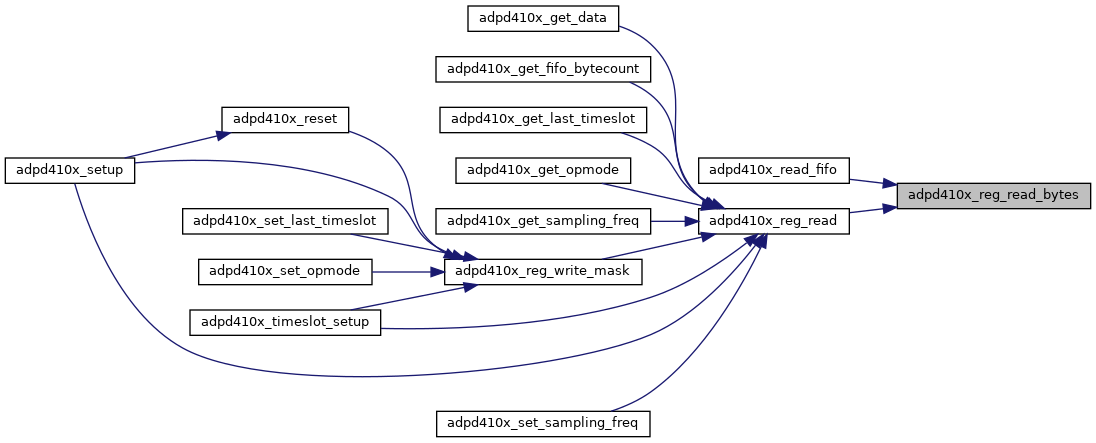 adpd410x_get_data
adpd410x_get_fifo_bytecount
adpd410x_reset
adpd410x_get_last_timeslot
adpd410x_setup
adpd410x_get_opmode
adpd410x_read_fifo
adpd410x_reg_read_bytes
adpd410x_set_last_timeslot
adpd410x_get_sampling_freq
adpd410x_reg_read
adpd410x_set_opmode
adpd410x_reg_write_mask
adpd410x_timeslot_setup
adpd410x_set_sampling_freq